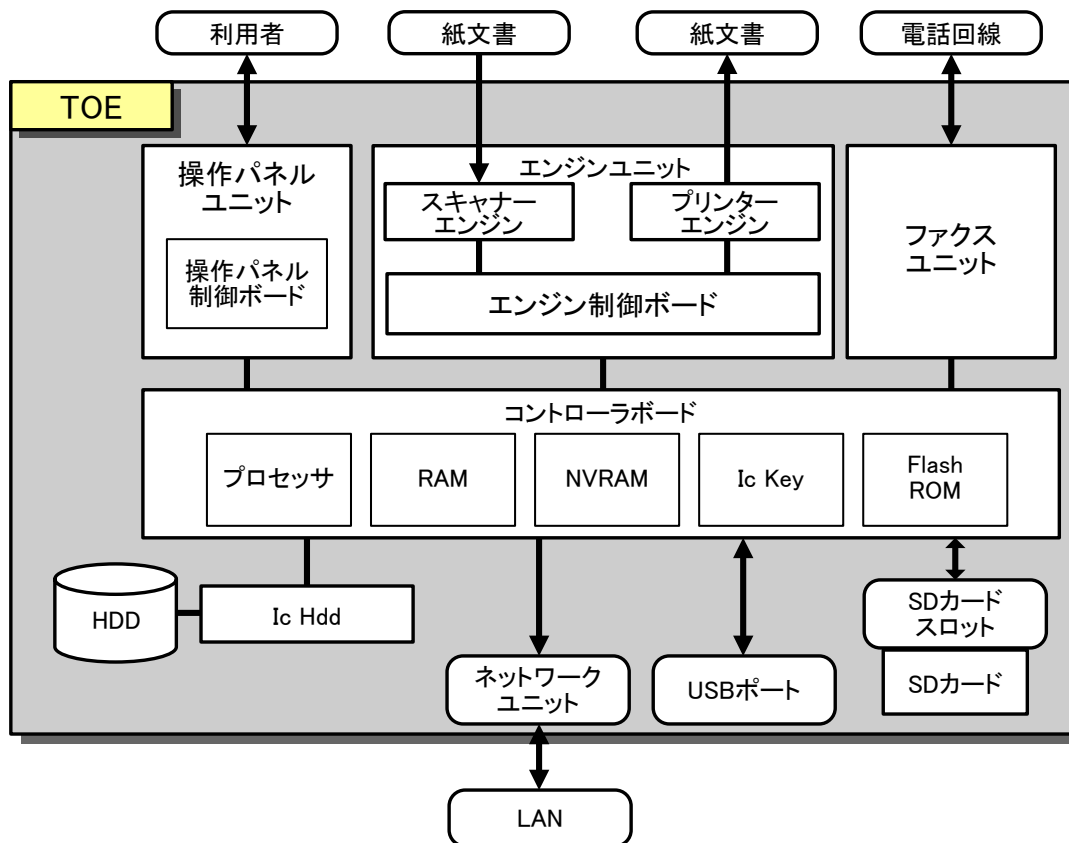 利用者
紙文書
紙文書
電話回線
TOE
操作パネル
ユニット
操作パネル
制御ボード
エンジンユニット
スキャナー
エンジン
プリンター
エンジン
エンジン制御ボード
ファクス
ユニット
コントローラボード
プロセッサ
RAM
NVRAM
Ic Key
Flash
ROM
HDD
Ic Hdd
ネットワーク
ユニット
USBポート
SDカード
スロット
SDカード
LAN